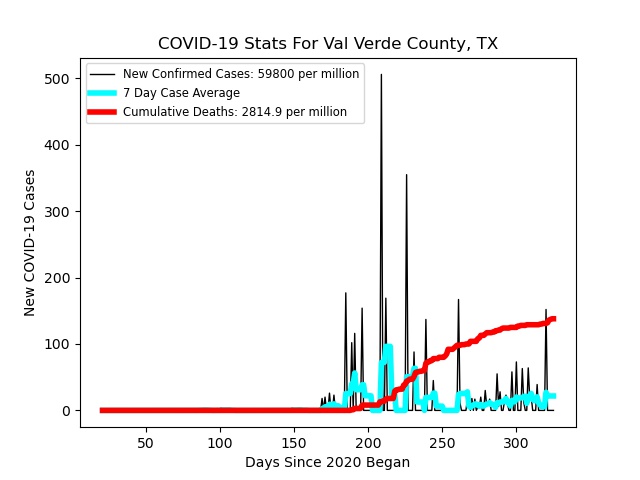 COVID-19 Stats For Val Verde County, TX
New Confirmed Cases: 59800 per million
7 Day Case Average
Cumulative Deaths: 2814.9 per million
New COVID-19 Cases
500
400
300
200
100
0
50 100 150 200 250 300
Days Since 2020 Began